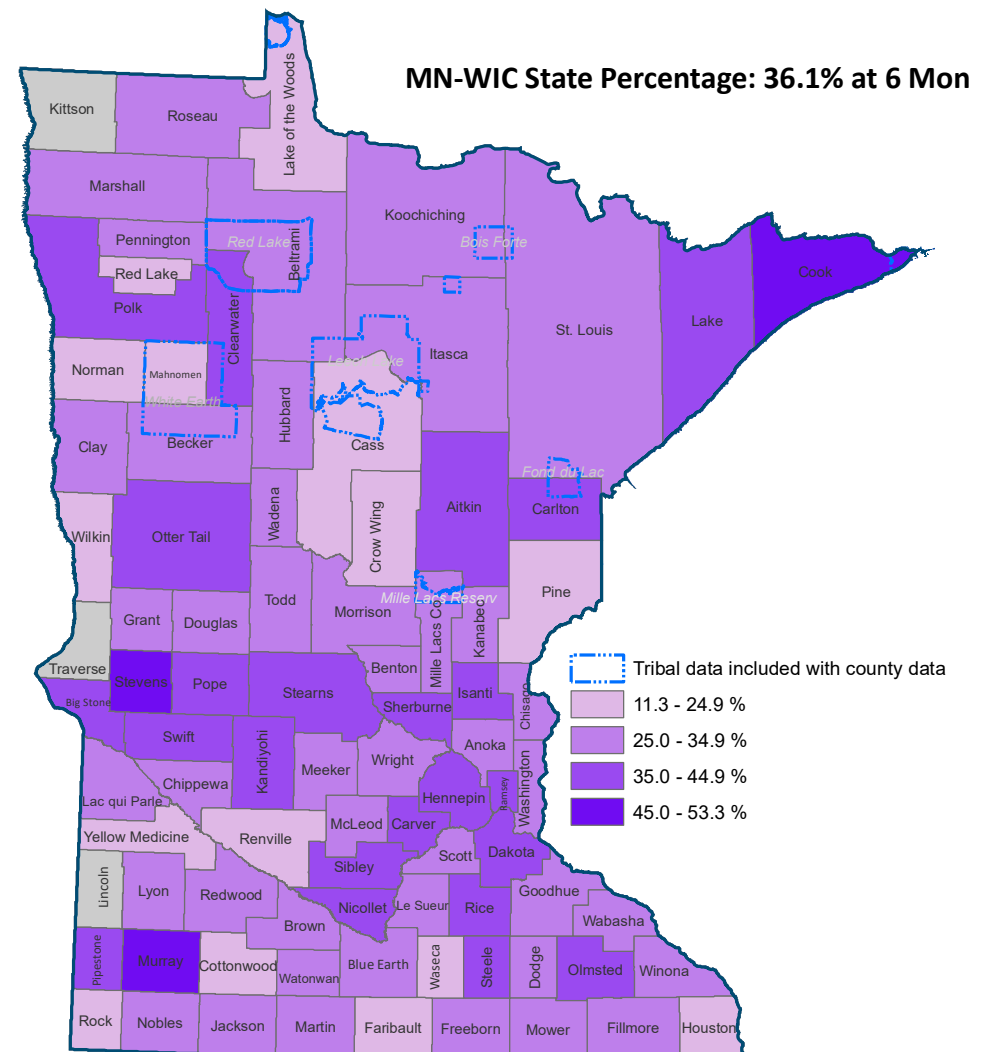 MN-WIC State Percentage: 36.1% at 6 Mon
Kittson
Roseau
Lake of the Woods
Marshall
Koochiching
Pennington
Red Lake
Beltrami
Bois Forte
Red Lake
Cook
Polk
Clearwater
Lake
St. Louis
Itasca
Leech Lake
Norman
Mahnomen
White Earth
Hubbard
Becker
Clay
Cass
Fond du Lac
Wadena
Crow Wing
Aitkin
Carlton
Wilkin
Otter Tail
Pine
Mille Lacs Reserv
Todd
Morrison
Grant
Douglas
Mille Lacs Co
Kanabec
Traverse
Benton
Stevens
Pope
Stearns
Isanti
Chisago
Big Stone
Sherburne
Swift
Kandiyohi
Anoka
Meeker
Wright
Washington
Chippewa
Lac qui Parle
Hennepin
Ramsey
Yellow Medicine
Renville
McLeod
Carver
Scott
Dakota
Sibley
Lincoln
Lyon
Redwood
Goodhue
Nicollet
Le Sueur
Rice
Wabasha
Brown
Pipestone
Murray
Cottonwood
Watonwan
Blue Earth
Waseca
Steele
Dodge
Olmsted
Winona
Rock
Nobles
Jackson
Martin
Faribault
Freeborn
Mower
Fillmore
Houston
Tribal data included with county data
11.3 - 24.9 %
25.0 - 34.9 %
35.0 - 44.9 %
45.0 - 53.3 %